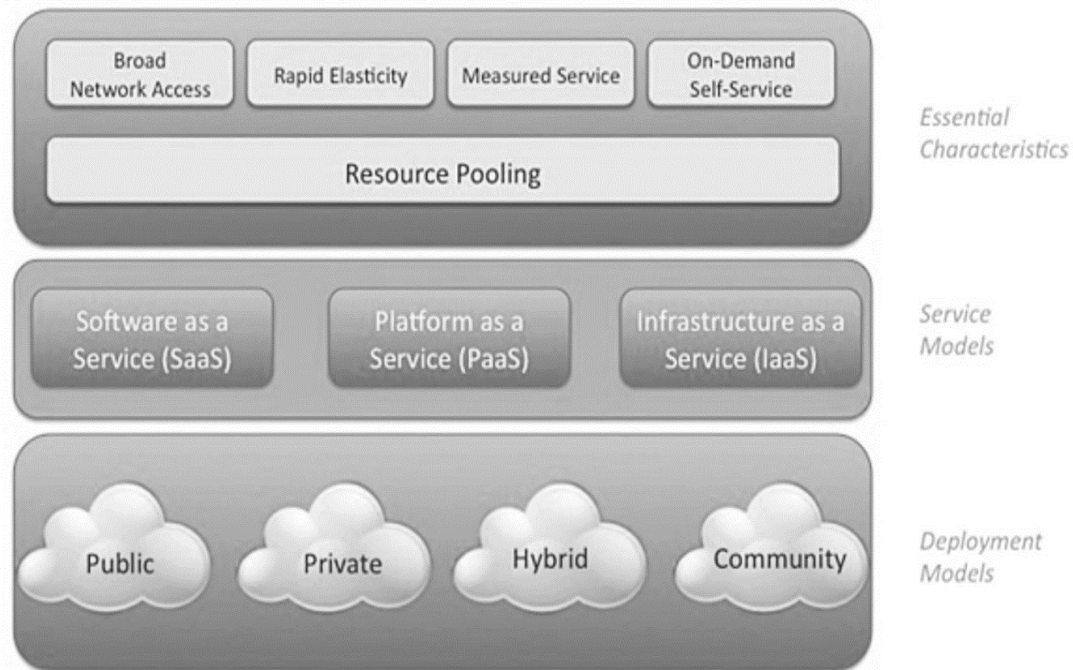 Broad
Network Access
Rapid Elasticity
Measured Service
On-Demand
Self-Service
Resource Pooling
Essential
Characteristics
Software as a
Service (SaaS)
Platform as a
Service (PaaS)
Infrastructure as a
Service (IaaS)
Service
Models
Public
Private
Hybrid
Community
Deployment
Models